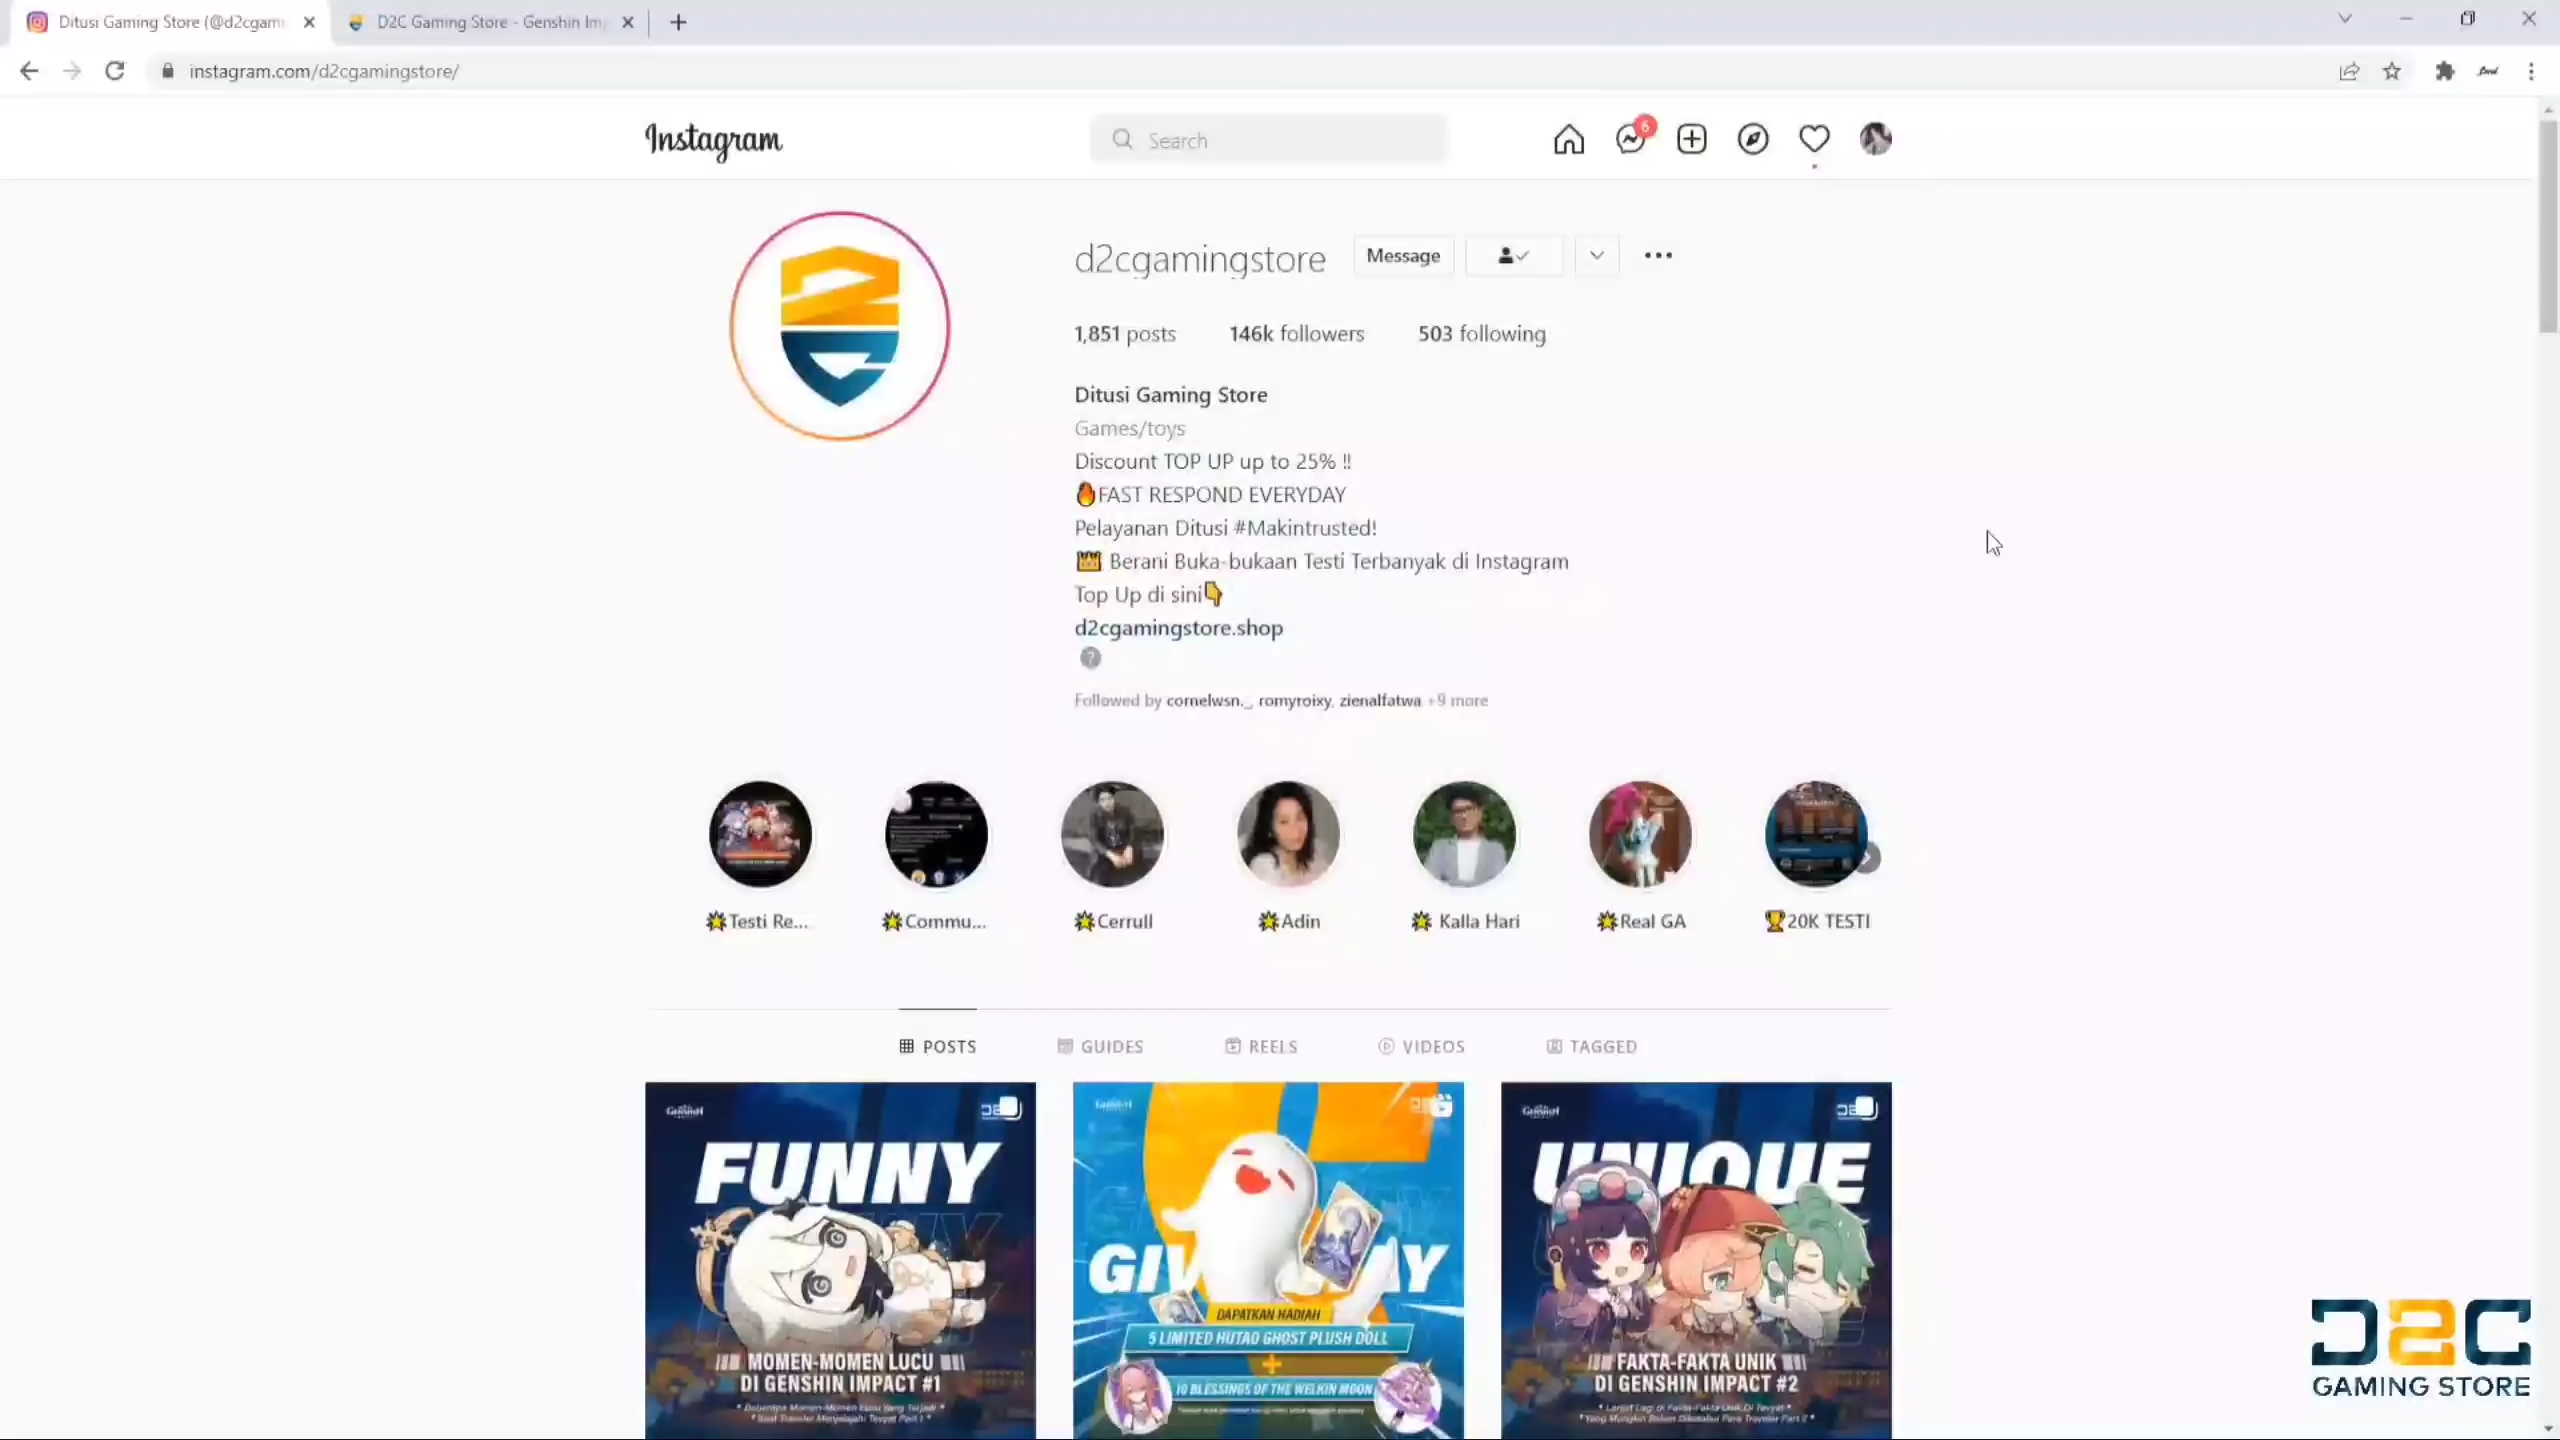 Ditusi Gaming Store (@d2cgami
D2C Gaming Store - Genshin Im
instagram.com/d2cgamingstore/
Instagram
Search
6
d2cgamingstore
Message
1,851 posts
146k followers
503 following
Ditusi Gaming Store
Games/toys
Discount TOP UP up to 25% !!
🔥FAST RESPOND EVERYDAY
Pelayanan Ditusi #Makintrusted!
👑 Berani Buka-bukaan Testi Terbanyak di Instagram
Top Up di sini👇
d2cgamingstore.shop
?
Followed by cornelwsn._, romyroixy, zienalfatwa +9 more
🌟Testi Re...
🌟Commu...
🌟Cerrull
🌟Adin
🌟 Kalla Hari
🌟Real GA
🏆20K TESTI
POSTS
GUIDES
REELS
VIDEOS
TAGGED
FUNNY
MOMEN-MOMEN LUCU
DI GENSHIN IMPACT #1
DAPATKAN HADIAH
5 LIMITED HUTAO GHOST PLUSH DOLL
+
10 BLESSINGS OF THE WELKIN MOON
UNIQUE
FAKTA-FAKTA UNIK
DI GENSHIN IMPACT #2
D2C
GAMING STORE